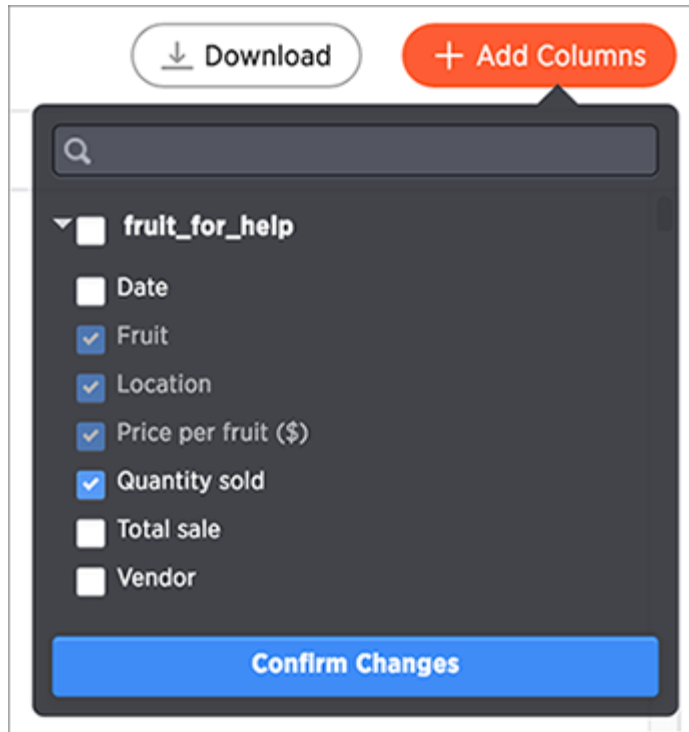 Download
+ Add Columns
fruit_for_help
Date
Fruit
Location
Price per fruit ($)
Quantity sold
Total sale
Vendor
Confirm Changes